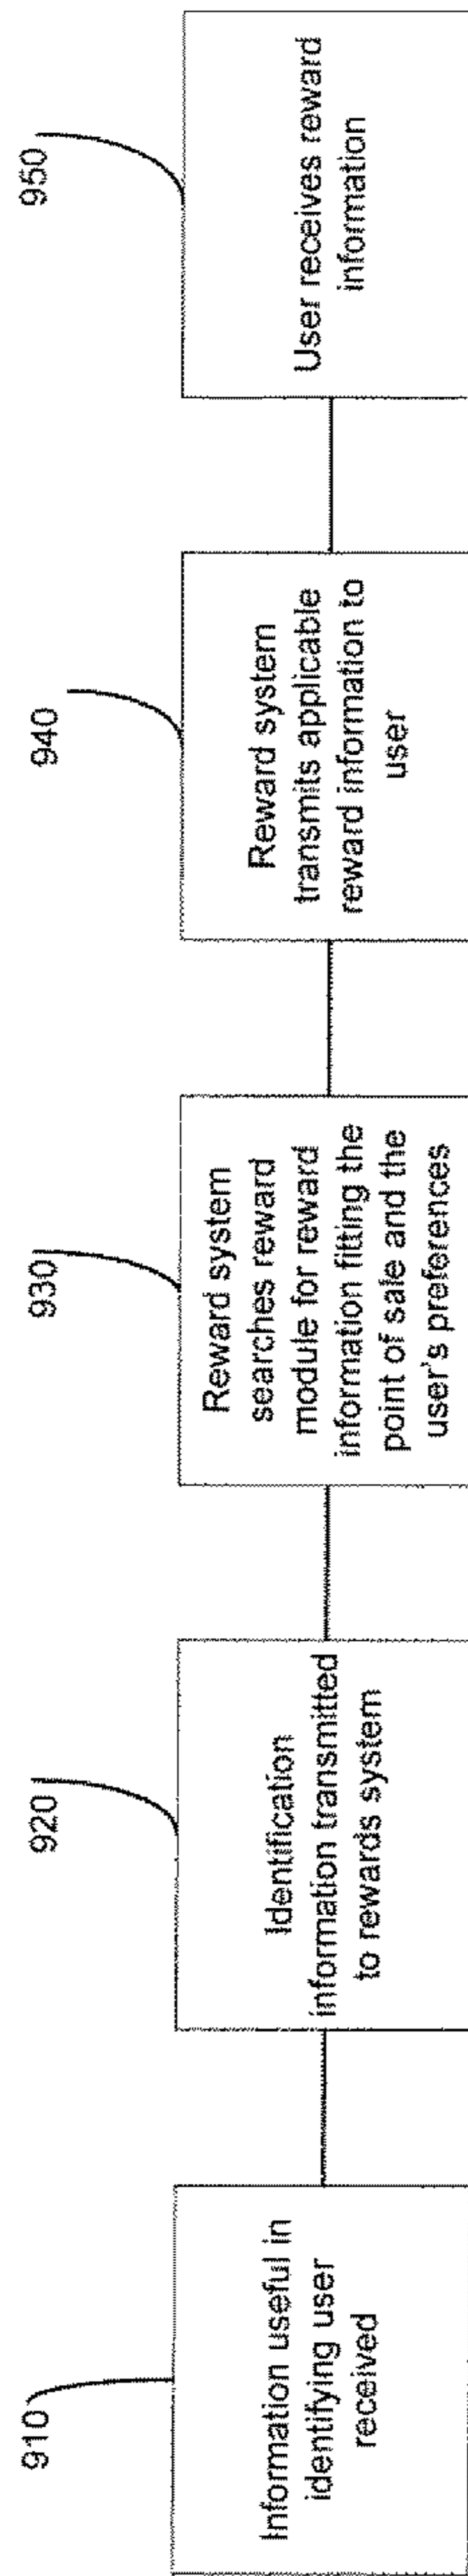 910
Information useful in
identifying user
received
920
Identification
information transmitted
to rewards system
930
Reward system
searches reward
module for reward
information fitting the
point of sale and the
user's preferences
940
Reward system
transmits applicable
reward information to
user
950
User receives reward
information